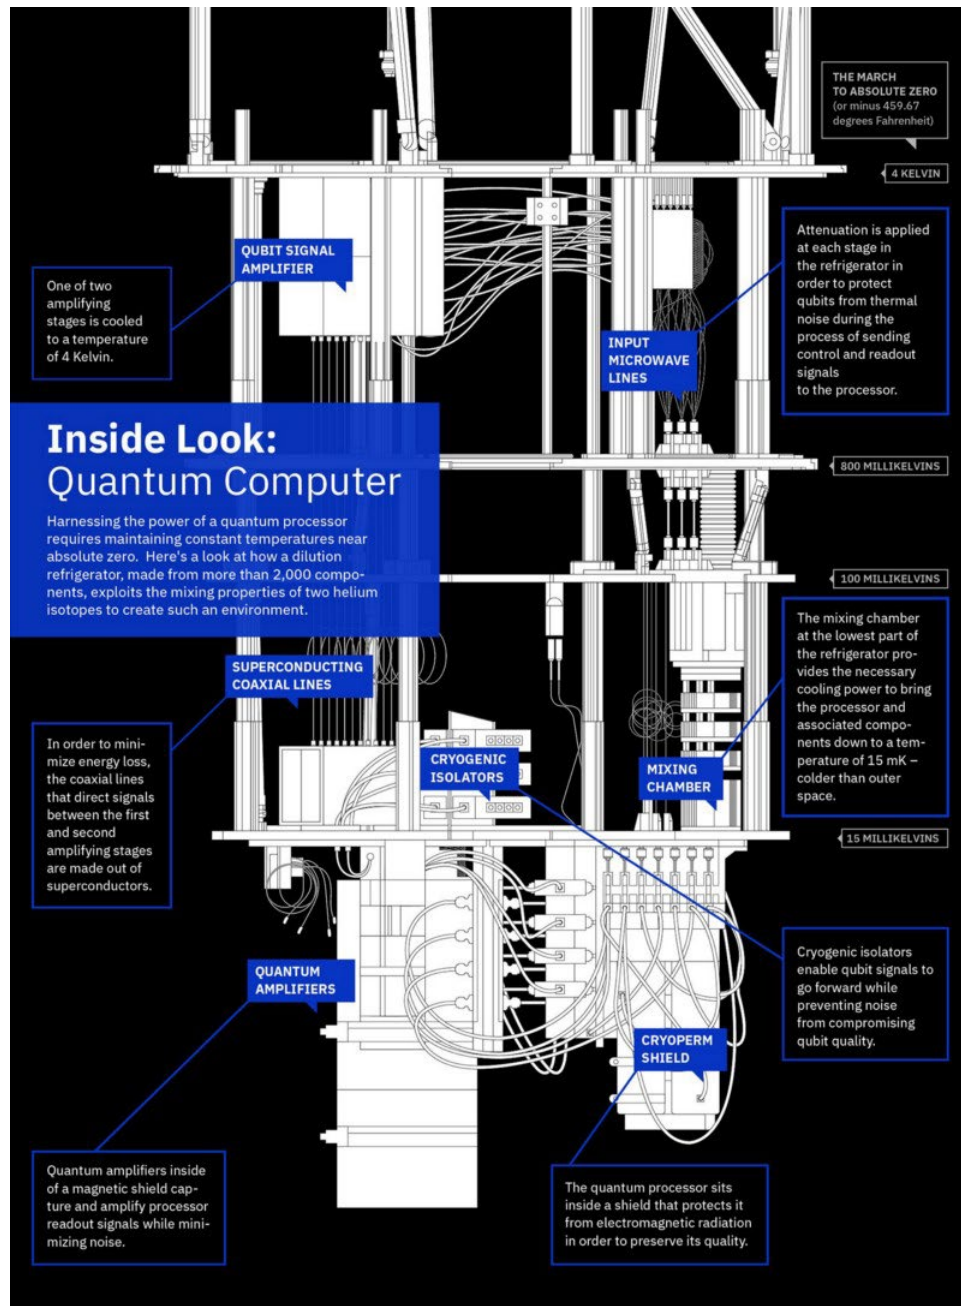 THE MARCH
TO ABSOLUTE ZERO
(or minus 459.67
degrees Fahrenheit)
4 KELVIN
QUBIT SIGNAL
AMPLIFIER
One of two
amplifying
stages is cooled
to a temperature
of 4 Kelvin.
Attenuation is applied
at each stage in
the refrigerator in
order to protect
qubits from thermal
noise during the
process of sending
control and readout
signals
to the processor.
INPUT
MICROWAVE
LINES
Inside Look:
Quantum Computer
Harnessing the power of a quantum processor
requires maintaining constant temperatures near
absolute zero. Here's a look at how a dilution
refrigerator, made from more than 2,000 compo-
nents, exploits the mixing properties of two helium
isotopes to create such an environment.
800 MILLIKELVINS
100 MILLIKELVINS
The mixing chamber
at the lowest part of
the refrigerator pro-
vides the necessary
cooling power to bring
the processor and
associated compo-
nents down to a tem-
perature of 15 mK –
colder than outer
space.
SUPERCONDUCTING
COAXIAL LINES
In order to mini-
mize energy loss,
the coaxial lines
that direct signals
between the first
and second
amplifying stages
are made out of
superconductors.
CRYOGENIC
ISOLATORS
MIXING
CHAMBER
15 MILLIKELVINS
Cryogenic isolators
enable qubit signals to
go forward while
preventing noise
from compromising
qubit quality.
QUANTUM
AMPLIFIERS
CRYOPERM
SHIELD
Quantum amplifiers inside
of a magnetic shield cap-
ture and amplify processor
readout signals while mini-
mizing noise.
The quantum processor sits
inside a shield that protects it
from electromagnetic radiation
in order to preserve its quality.